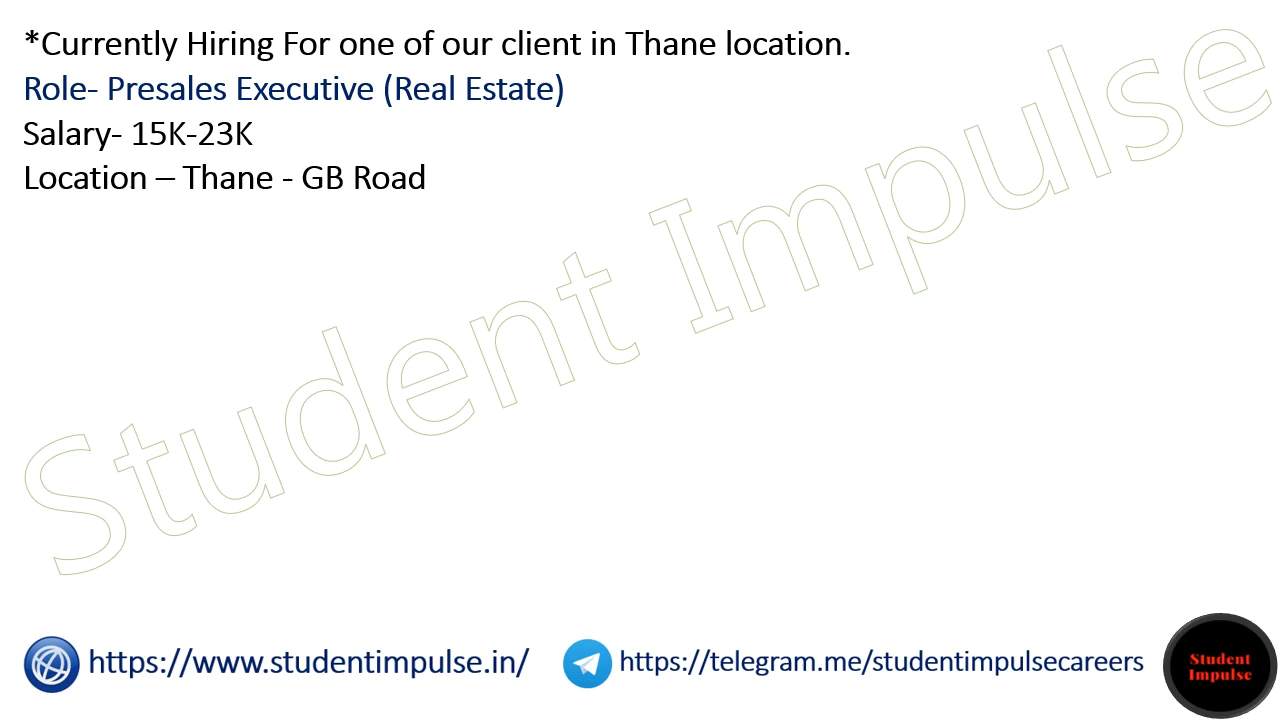 *Currently Hiring For one of our client in Thane location.
Role- Presales Executive (Real Estate)
Salary- 15K-23K
Location – Thane - GB Road
Student Impulse
https://www.studentimpulse.in/
https://telegram.me/studentimpulsecareers
Student
Impulse